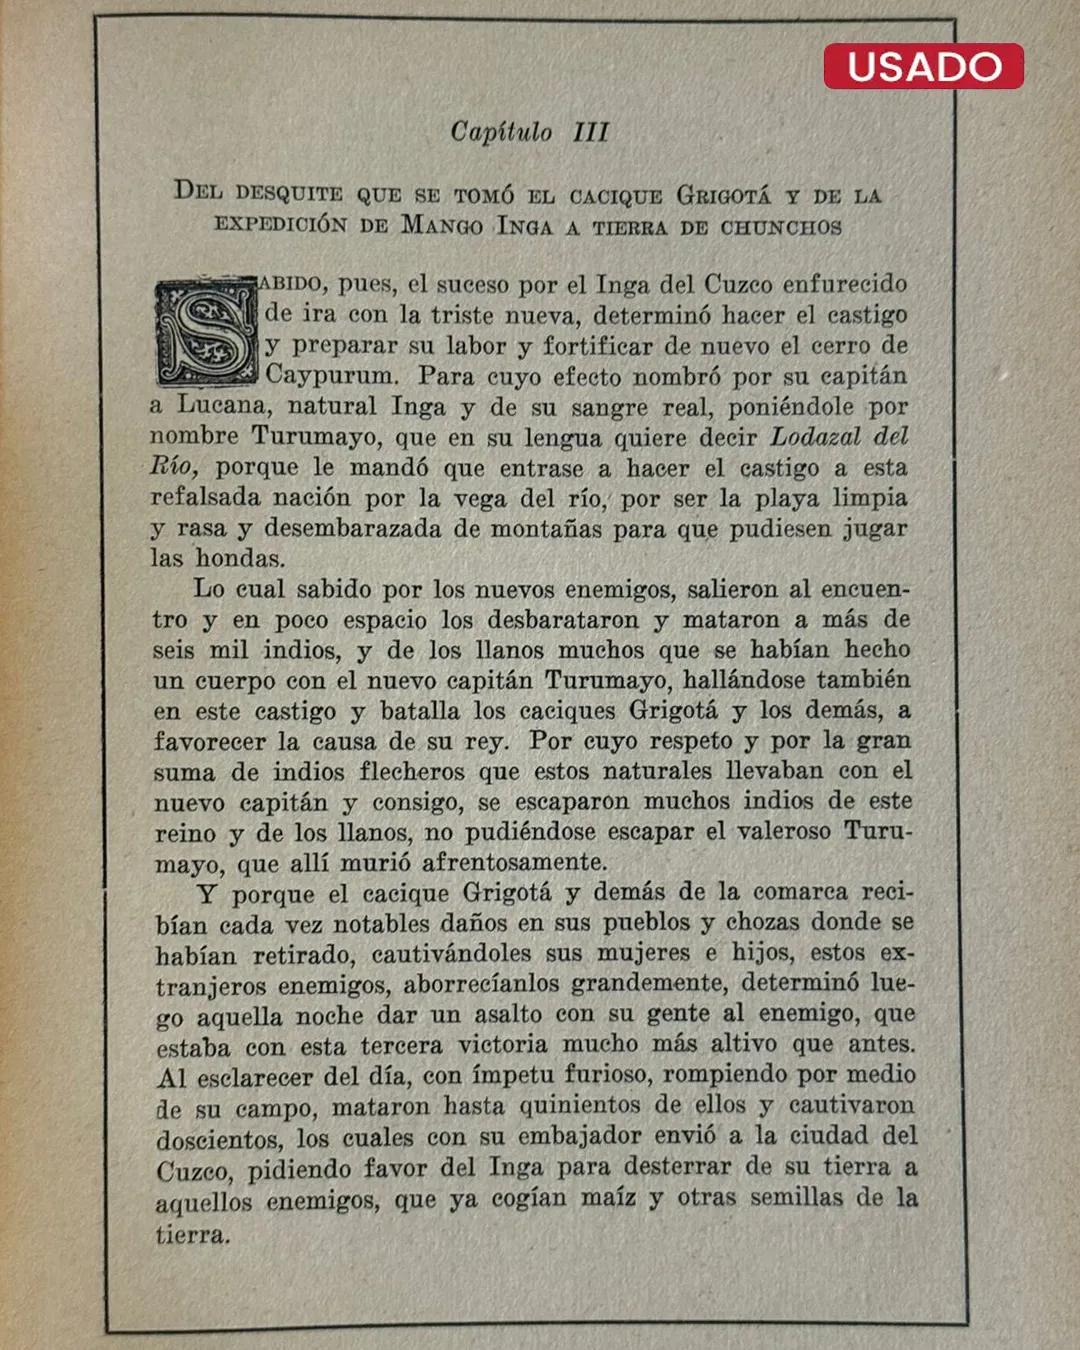 USADO
Capítulo III
DEL DESQUITE QUE SE TOMÓ EL CACIQUE GRIGOTÁ Y DE LA
EXPEDICIÓN DE MANGO INGA A TIERRA DE CHUNCHOS
SABIDO, pues, el suceso por el Inga del Cuzco enfurecido
de ira con la triste nueva, determinó hacer el castigo
y preparar su labor y fortificar de nuevo el cerro de
Caypurum. Para cuyo efecto nombró por su capitán
a Lucana, natural Inga y de su sangre real, poniéndole por
nombre Turumayo, que en su lengua quiere decir Lodazal del
Río, porque le mandó que entrase a hacer el castigo a esta
refalsada nación por la vega del río, por ser la playa limpia
y rasa y desembarazada de montañas para que pudiesen jugar
las hondas.
Lo cual sabido por los nuevos enemigos, salieron al encuen-
tro y en poco espacio los desbarataron y mataron a más de
seis mil indios, y de los llanos muchos que se habían hecho
un cuerpo con el nuevo capitán Turumayo, hallándose también
en este castigo y batalla los caciques Grigotá y los demás, a
favorecer la causa de su rey. Por cuyo respeto y por la gran
suma de indios flecheros que estos naturales llevaban con el
nuevo capitán y consigo, se escaparon muchos indios de este
reino y de los llanos, no pudiéndose escapar el valeroso Turu-
mayo, que allí murió afrentosamente.
Y porque el cacique Grigotá y demás de la comarca reci-
bían cada vez notables daños en sus pueblos y chozas donde se
habían retirado, cautivándoles sus mujeres e hijos, estos ex-
tranjeros enemigos, aborrecíanlos grandemente, determinó lue-
go aquella noche dar un asalto con su gente al enemigo, que
estaba con esta tercera victoria mucho más altivo que antes.
Al esclarecer del día, con ímpetu furioso, rompiendo por medio
de su campo, mataron hasta quinientos de ellos y cautivaron
doscientos, los cuales con su embajador envió a la ciudad del
Cuzco, pidiendo favor del Inga para desterrar de su tierra a
aquellos enemigos, que ya cogían maíz y otras semillas de la
tierra.